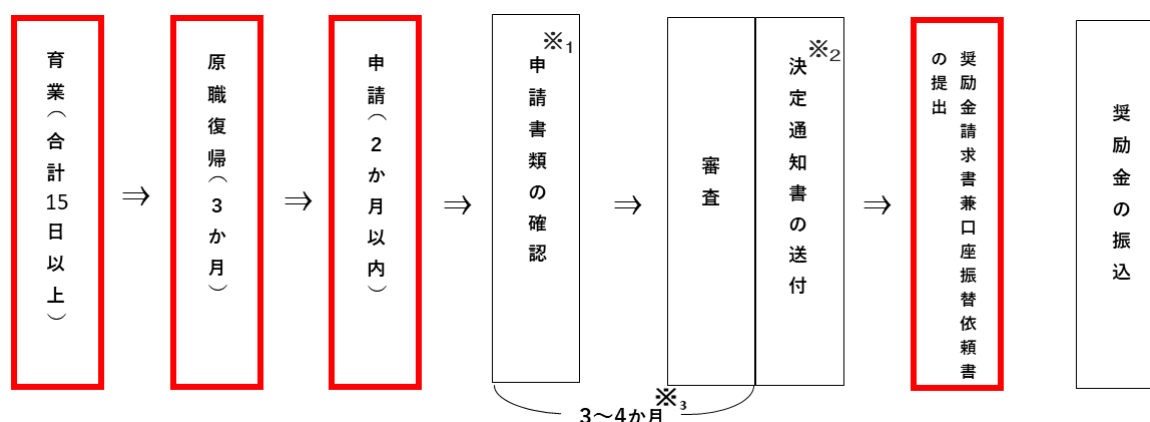 育業（合計15日以上）
⇒
原職復帰（3か月）
⇒
申請（2か月以内）
⇒
※1
申請書類の確認
⇒
審査
※2
決定通知書の送付
⇒
奨励金請求書兼口座振替依頼書
の提出
奨励金の振込
3～4か月※3